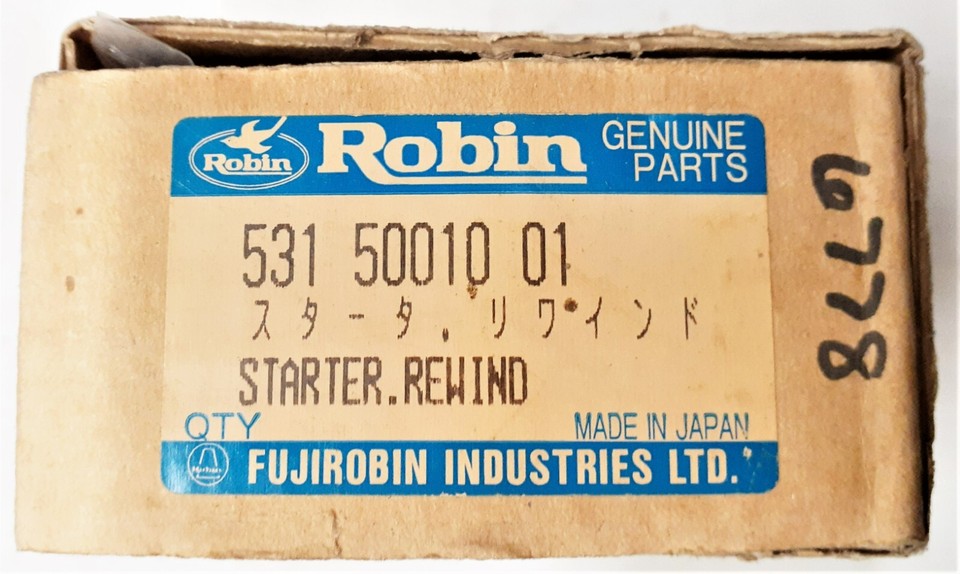 Robin
Robin
GENUINE
PARTS
531 50010 01
スタータ.リワインド
STARTER.REWIND
QTY
MADE IN JAPAN
FUJIROBIN INDUSTRIES LTD.
6778